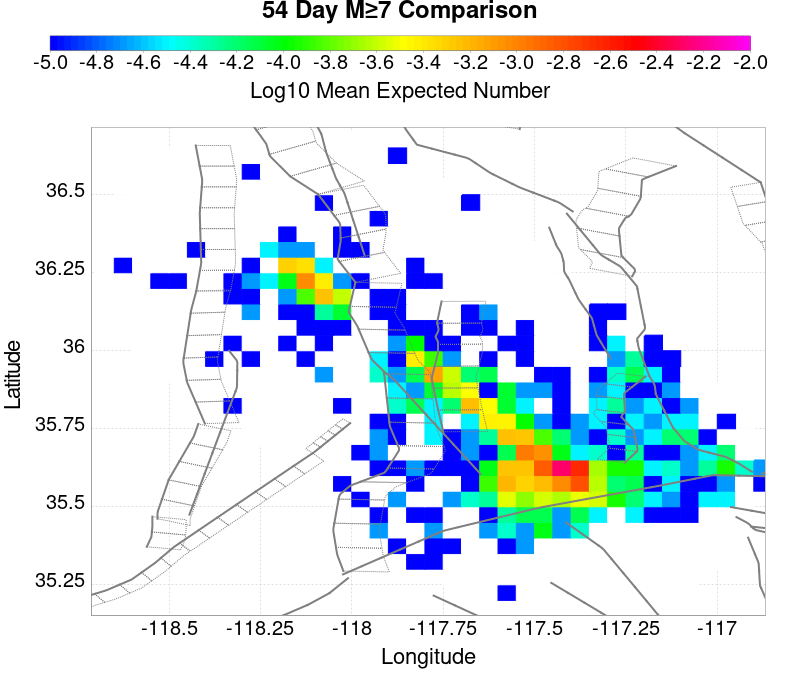 54 Day M≥7 Comparison
-5.0 -4.8 -4.6 -4.4 -4.2 -4.0 -3.8 -3.6 -3.4 -3.2 -3.0 -2.8 -2.6 -2.4 -2.2 -2.0
Log10 Mean Expected Number
36.5
36.25
36
35.75
35.5
35.25
Latitude
-118.5 -118.25 -118 -117.75 -117.5 -117.25 -117
Longitude